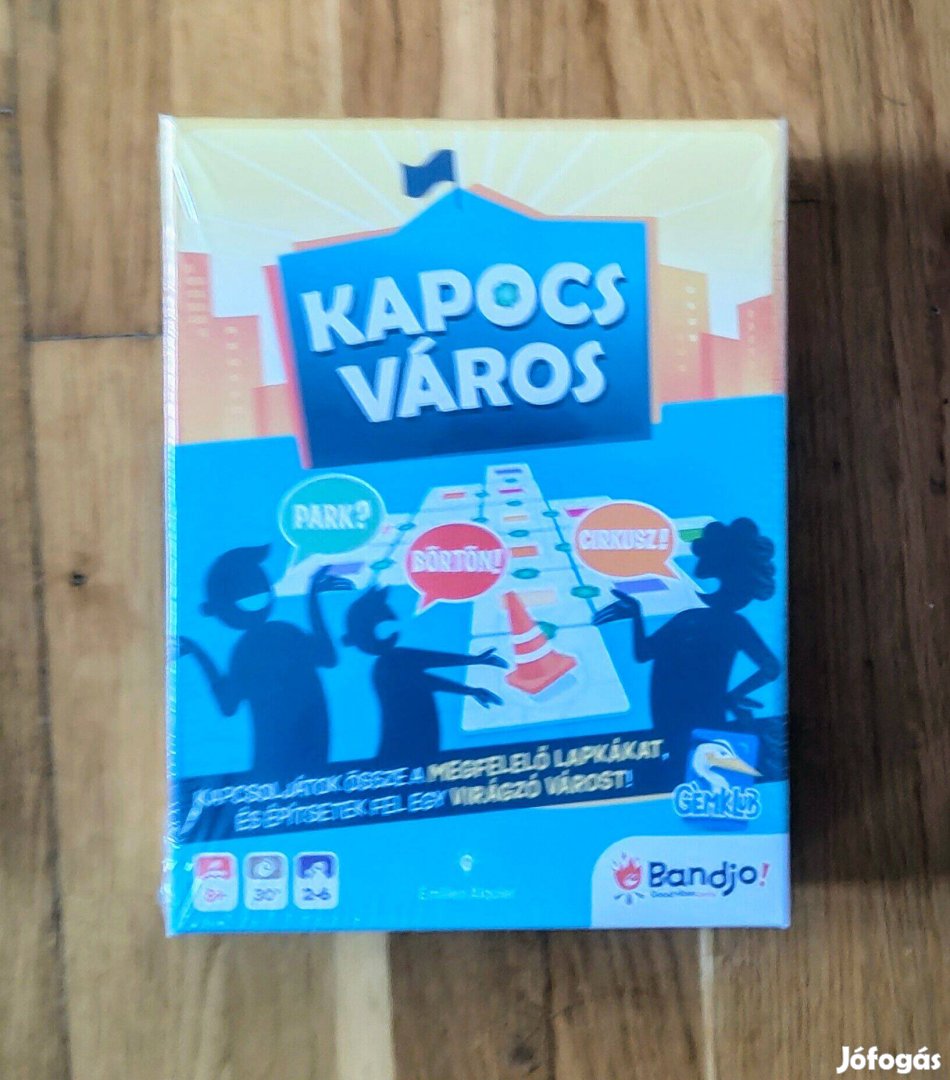 KAPOCS
VÁROS
PARK?
BÖRTÖN!
CIRKUSZ!
KAPCSOLJÁTOK ÖSSZE A MEGFELELŐ LAPKÁKAT,
ÉS ÉPÍTSETEK FEL EGY VIRÁGZÓ VÁROST!
GÉMKLUB
8+
30'
2-6
Bandjo!
Jófogás